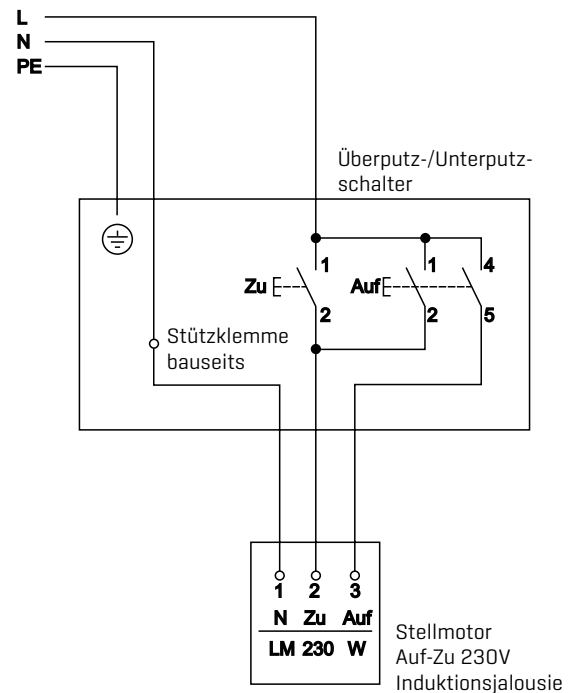 L
N
PE
Überputz-/Unterputz-
schalter
1 1 4
Zu Auf
2 2 5
Stützklemme
bauseits
1 2 3
N Zu Auf
LM 230 W
Stellmotor
Auf-Zu 230V
Induktionsjalousie